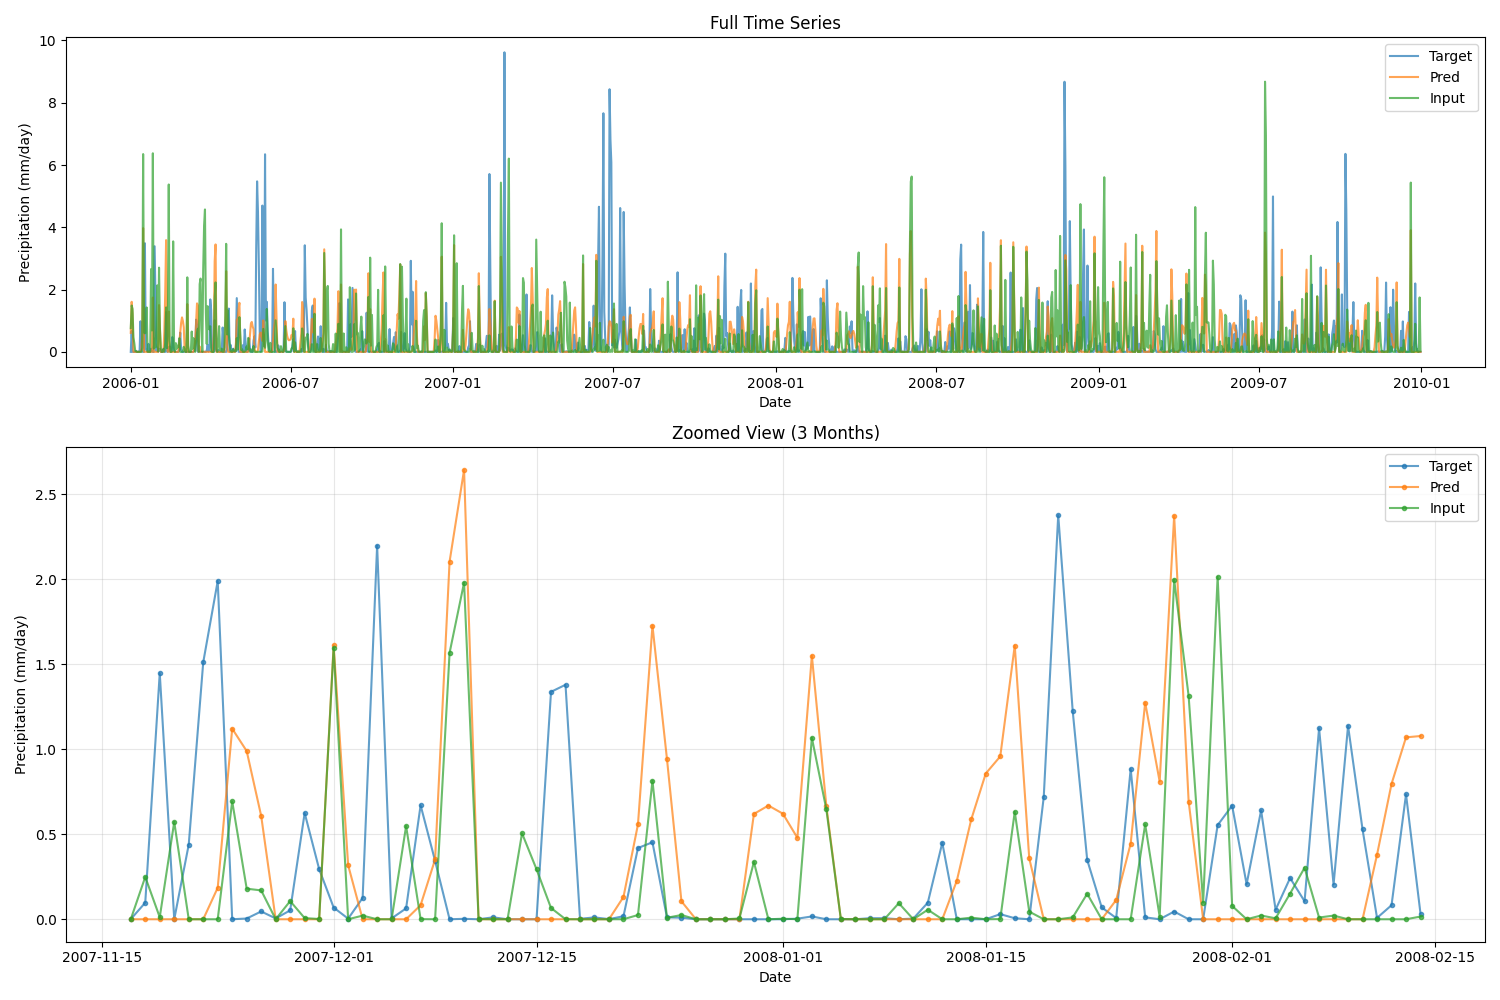 Full Time Series
Precipitation (mm/day)
10
8
6
4
2
0
Target
Pred
Input
2006-01
2006-07
2007-01
2007-07
2008-01
2008-07
2009-01
2009-07
2010-01
Date
Zoomed View (3 Months)
Precipitation (mm/day)
2.5
2.0
1.5
1.0
0.5
0.0
Target
Pred
Input
2007-11-15
2007-12-01
2007-12-15
2008-01-01
2008-01-15
2008-02-01
2008-02-15
Date